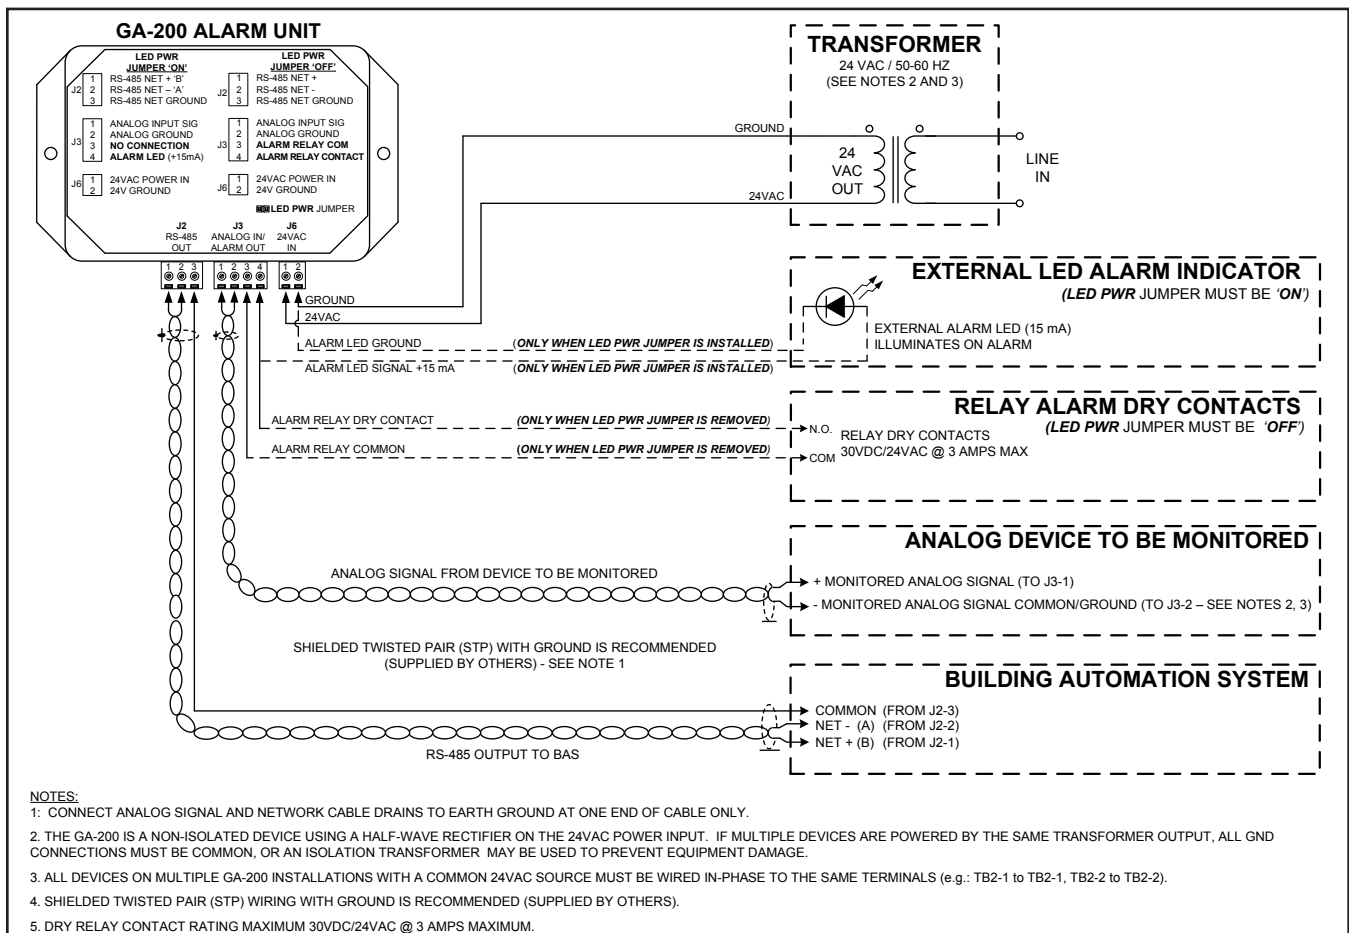 GA-200 ALARM UNIT
LED PWR
JUMPER 'ON'
J2
1 RS-485 NET + 'B'
2 RS-485 NET – 'A'
3 RS-485 NET GROUND
J3
1 ANALOG INPUT SIG
2 ANALOG GROUND
3 NO CONNECTION
4 ALARM LED (+15mA)
J6
1 24VAC POWER IN
2 24V GROUND
LED PWR
JUMPER 'OFF'
J2
1 RS-485 NET +
2 RS-485 NET -
3 RS-485 NET GROUND
J3
1 ANALOG INPUT SIG
2 ANALOG GROUND
3 ALARM RELAY COM
4 ALARM RELAY CONTACT
J6
1 24VAC POWER IN
2 24V GROUND
LED PWR JUMPER
J2
RS-485
OUT
J3
ANALOG IN/
ALARM OUT
J6
24VAC
IN
1 2 3
1 2 3 4
1 2
TRANSFORMER
24 VAC / 50-60 HZ
(SEE NOTES 2 AND 3)
GROUND
24VAC
24
VAC
OUT
LINE
IN
GROUND
24VAC
EXTERNAL LED ALARM INDICATOR
(LED PWR JUMPER MUST BE 'ON')
EXTERNAL ALARM LED (15 mA)
ILLUMINATES ON ALARM
ALARM LED GROUND (ONLY WHEN LED PWR JUMPER IS INSTALLED)
ALARM LED SIGNAL +15 mA (ONLY WHEN LED PWR JUMPER IS INSTALLED)
RELAY ALARM DRY CONTACTS
(LED PWR JUMPER MUST BE 'OFF')
ALARM RELAY DRY CONTACT (ONLY WHEN LED PWR JUMPER IS REMOVED)
N.O.
RELAY DRY CONTACTS
30VDC/24VAC @ 3 AMPS MAX
ALARM RELAY COMMON (ONLY WHEN LED PWR JUMPER IS REMOVED)
COM
ANALOG DEVICE TO BE MONITORED
ANALOG SIGNAL FROM DEVICE TO BE MONITORED
+ MONITORED ANALOG SIGNAL (TO J3-1)
- MONITORED ANALOG SIGNAL COMMON/GROUND (TO J3-2 – SEE NOTES 2, 3)
SHIELDED TWISTED PAIR (STP) WITH GROUND IS RECOMMENDED
(SUPPLIED BY OTHERS) - SEE NOTE 1
BUILDING AUTOMATION SYSTEM
COMMON (FROM J2-3)
NET - (A) (FROM J2-2)
NET + (B) (FROM J2-1)
RS-485 OUTPUT TO BAS
NOTES:
1: CONNECT ANALOG SIGNAL AND NETWORK CABLE DRAINS TO EARTH GROUND AT ONE END OF CABLE ONLY.
2. THE GA-200 IS A NON-ISOLATED DEVICE USING A HALF-WAVE RECTIFIER ON THE 24VAC POWER INPUT. IF MULTIPLE DEVICES ARE POWERED BY THE SAME TRANSFORMER OUTPUT, ALL GND
CONNECTIONS MUST BE COMMON, OR AN ISOLATION TRANSFORMER MAY BE USED TO PREVENT EQUIPMENT DAMAGE.
3. ALL DEVICES ON MULTIPLE GA-200 INSTALLATIONS WITH A COMMON 24VAC SOURCE MUST BE WIRED IN-PHASE TO THE SAME TERMINALS (e.g.: TB2-1 to TB2-1, TB2-2 to TB2-2).
4. SHIELDED TWISTED PAIR (STP) WIRING WITH GROUND IS RECOMMENDED (SUPPLIED BY OTHERS).
5. DRY RELAY CONTACT RATING MAXIMUM 30VDC/24VAC @ 3 AMPS MAXIMUM.